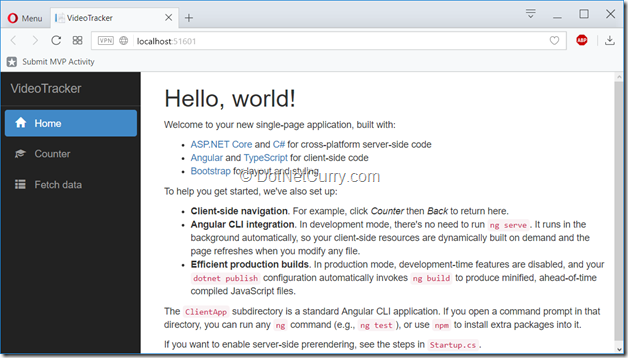 Menu
VideoTracker
VPN
localhost:51601
ABP
Submit MVP Activity
VideoTracker
Home
Counter
Fetch data
Hello, world!
Welcome to your new single-page application, built with:
ASP.NET Core and C# for cross-platform server-side code
Angular and TypeScript for client-side code
Bootstrap for layout and styling
© DotNetCurry.com
To help you get started, we've also set up:
Client-side navigation. For example, click Counter then Back to return here.
Angular CLI integration. In development mode, there's no need to run ng serve. It runs in the
background automatically, so your client-side resources are dynamically built on demand and the
page refreshes when you modify any file.
Efficient production builds. In production mode, development-time features are disabled, and your
dotnet publish configuration automatically invokes ng build to produce minified, ahead-of-time
compiled JavaScript files.
The ClientApp subdirectory is a standard Angular CLI application. If you open a command prompt in that
directory, you can run any ng command (e.g., ng test), or use npm to install extra packages into it.
If you want to enable server-side prerendering, see the steps in Startup.cs.